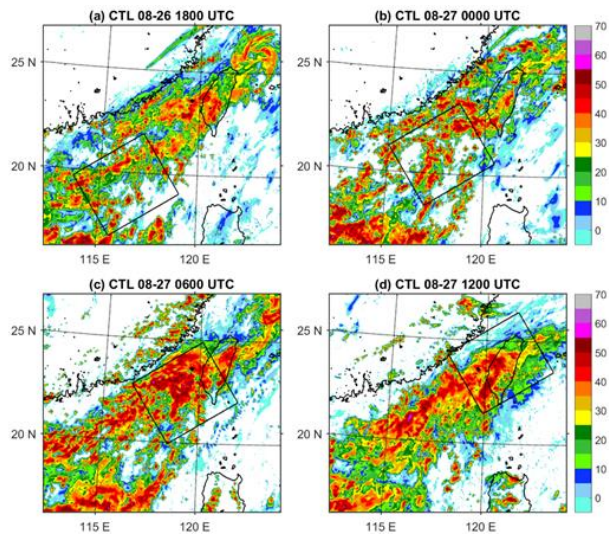 (a) CTL 08-26 1800 UTC
(b) CTL 08-27 0000 UTC
25 N
20 N
115 E
120 E
25 N
20 N
115 E
120 E
70
60
50
40
30
20
10
0
(c) CTL 08-27 0600 UTC
(d) CTL 08-27 1200 UTC
25 N
20 N
115 E
120 E
25 N
20 N
115 E
120 E
70
60
50
40
30
20
10
0